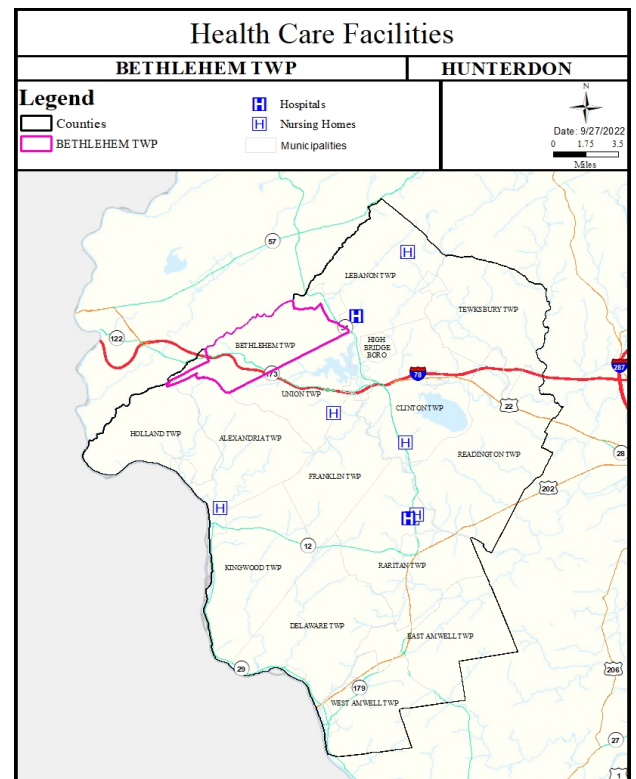 Health Care Facilities
BETHLEHEM TWP
HUNTERDON
Legend
Counties
BETHLEHEM TWP
H Hospitals
H Nursing Homes
Municipalities
N
Date: 9/27/2022
0 1.75 3.5
Miles
57
H
LEBANON TWP
TEWKSBURY TWP
H
122
BETHLEHEM TWP
HIGH
BRIDGE
BORO
173
78
287
UNION TWP
CLINTON TWP
22
H
HOLLAND TWP
ALEXANDRIA TWP
H
READINGTON TWP
28
FRANKLIN TWP
202
H
H
H
12
KINGWOOD TWP
RARITAN TWP
DELAWARE TWP
EAST AMWELL TWP
29
206
179
WEST AMWELL TWP
27
1